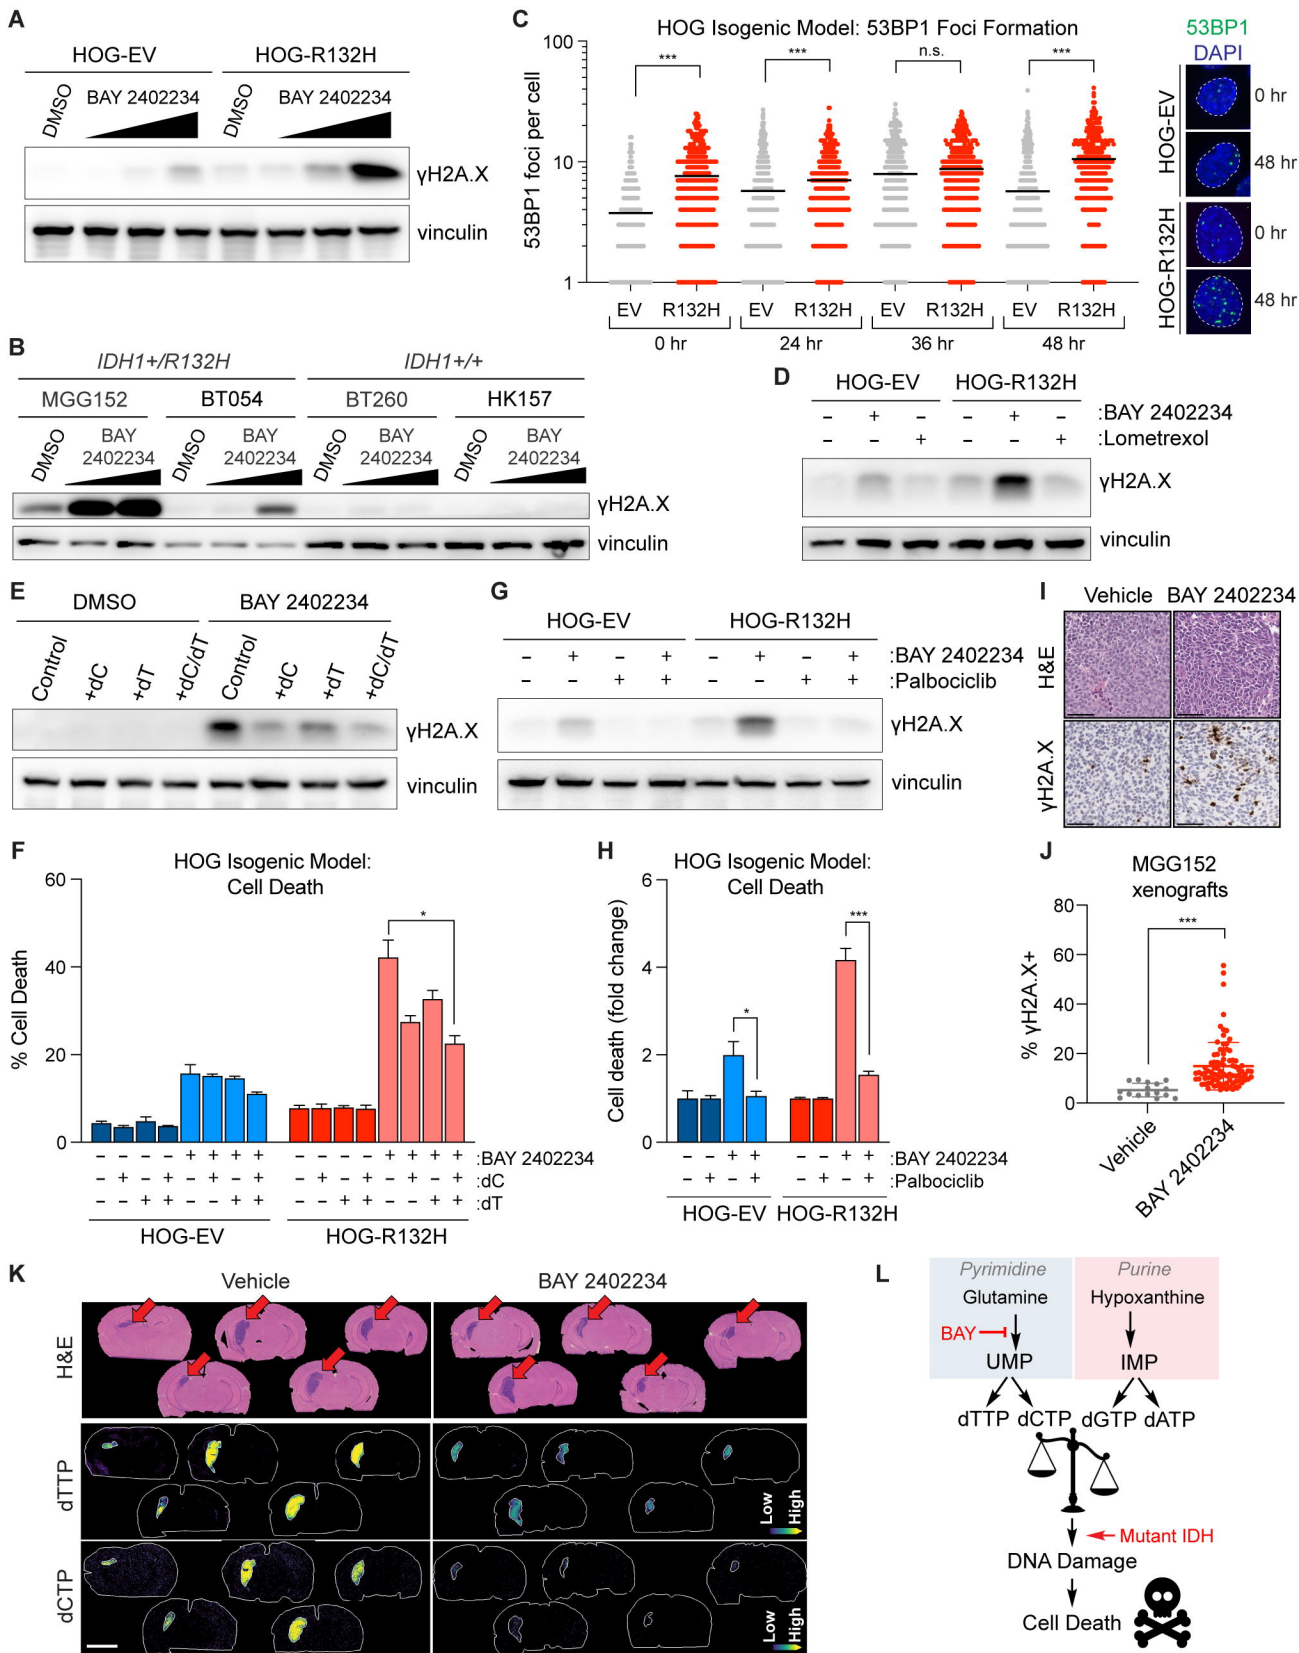 A
HOG-EV HOG-R132H
DMSO BAY 2402234 DMSO BAY 2402234
γH2A.X
vinculin
B
IDH1+/R132H IDH1+/+
MGG152 BT054 BT260 HK157
DMSO BAY 2402234 DMSO BAY 2402234 DMSO BAY 2402234 DMSO BAY 2402234
γH2A.X
vinculin
C
HOG Isogenic Model: 53BP1 Foci Formation
53BP1 foci per cell
100
10
1
*** *** n.s. ***
EV R132H EV R132H EV R132H EV R132H
0 hr 24 hr 36 hr 48 hr
53BP1
DAPI
HOG-EV
0 hr
48 hr
HOG-R132H
0 hr
48 hr
D
HOG-EV HOG-R132H
– + – – + – :BAY 2402234
– – + – – + :Lometrexol
γH2A.X
vinculin
E
DMSO BAY 2402234
Control +dC +dT +dC/dT Control +dC +dT +dC/dT
γH2A.X
vinculin
F
HOG Isogenic Model:
Cell Death
% Cell Death
60
40
20
0
*
– – – – + + + + – – – – + + + + :BAY 2402234
– + – + – + – + – + – + – + – + :dC
– – + + – – + + – – + + – – + + :dT
HOG-EV HOG-R132H
G
HOG-EV HOG-R132H
– + – + – + – + :BAY 2402234
– – + + – – + + :Palbociclib
γH2A.X
vinculin
H
HOG Isogenic Model:
Cell Death
Cell death (fold change)
6
4
2
0
* ***
– – + + – – + + :BAY 2402234
– + – + – + – + :Palbociclib
HOG-EV HOG-R132H
I
Vehicle BAY 2402234
H&E
γH2A.X
J
MGG152
xenografts
% γH2A.X+
80
60
40
20
0
***
Vehicle
BAY 2402234
K
Vehicle BAY 2402234
H&E
dTTP
Low High
dCTP
Low High
L
Pyrimidine Purine
Glutamine Hypoxanthine
BAY
UMP IMP
dTTP dCTP dGTP dATP
Mutant IDH
DNA Damage
Cell Death